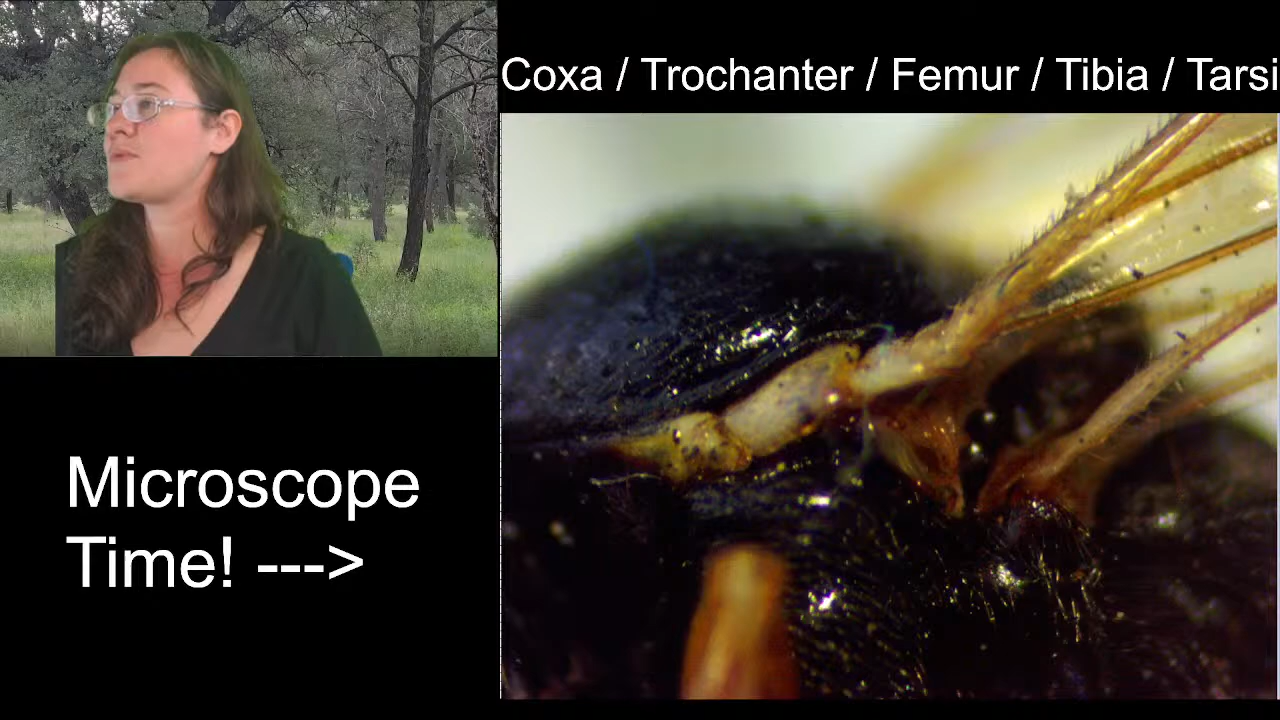 Coxa / Trochanter / Femur / Tibia / Tarsi
Microscope
Time! --->